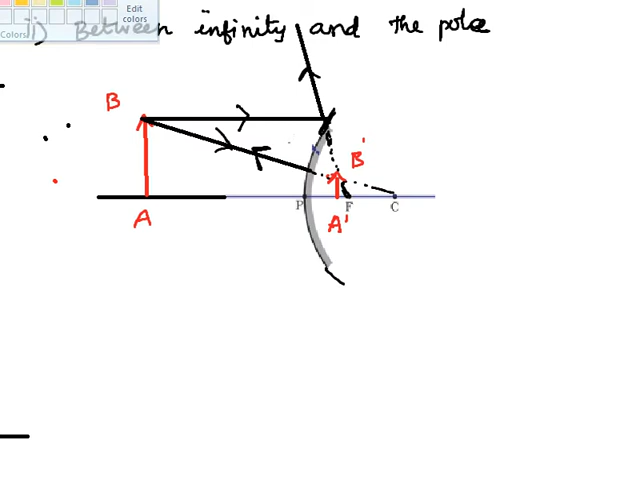 Edit
colors
Colors
ii) Between infinity and the pole
B
B'
P
F
C
A
A'